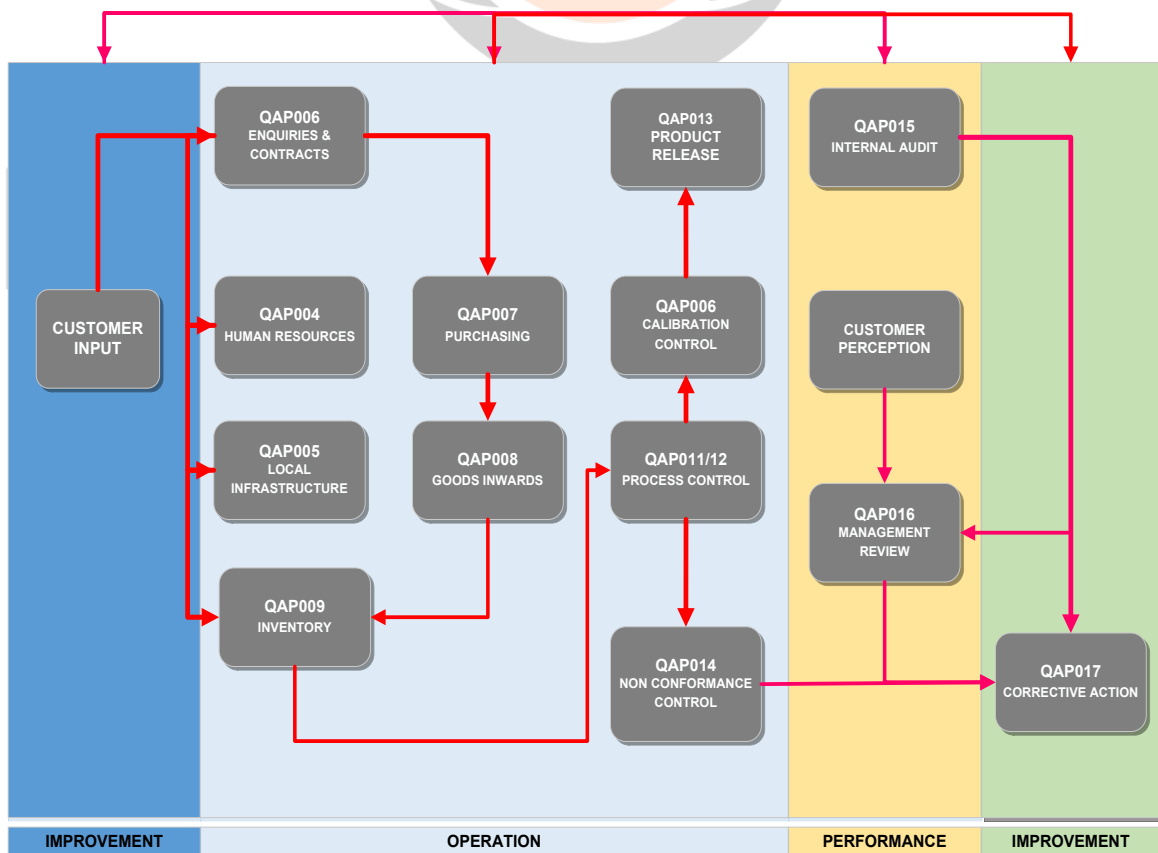 QAP006
ENQUIRIES &
CONTRACTS
QAP013
PRODUCT
RELEASE
QAP015
INTERNAL AUDIT
CUSTOMER
INPUT
QAP004
HUMAN RESOURCES
QAP007
PURCHASING
QAP006
CALIBRATION
CONTROL
CUSTOMER
PERCEPTION
QAP005
LOCAL
INFRASTRUCTURE
QAP008
GOODS INWARDS
QAP011/12
PROCESS CONTROL
QAP016
MANAGEMENT
REVIEW
QAP009
INVENTORY
QAP014
NON CONFORMANCE
CONTROL
QAP017
CORRECTIVE ACTION
IMPROVEMENT
OPERATION
PERFORMANCE
IMPROVEMENT